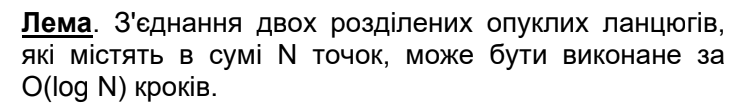 Лема. З'єднання двох розділених опуклих ланцюгів,
які містять в сумі N точок, може бути виконане за
O(log N) кроків.